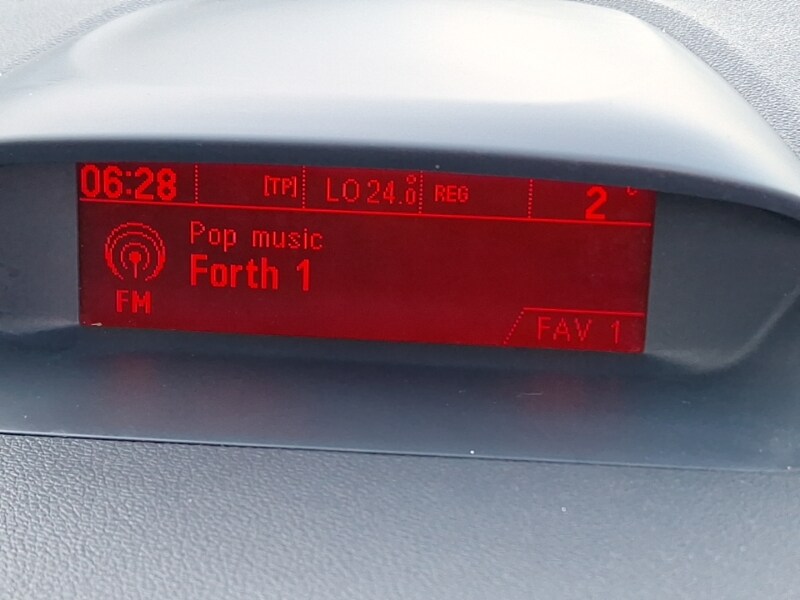 06:28 [TP] LO 24.0° REG 2 °C
Pop music
Forth 1
FM
FAV 1